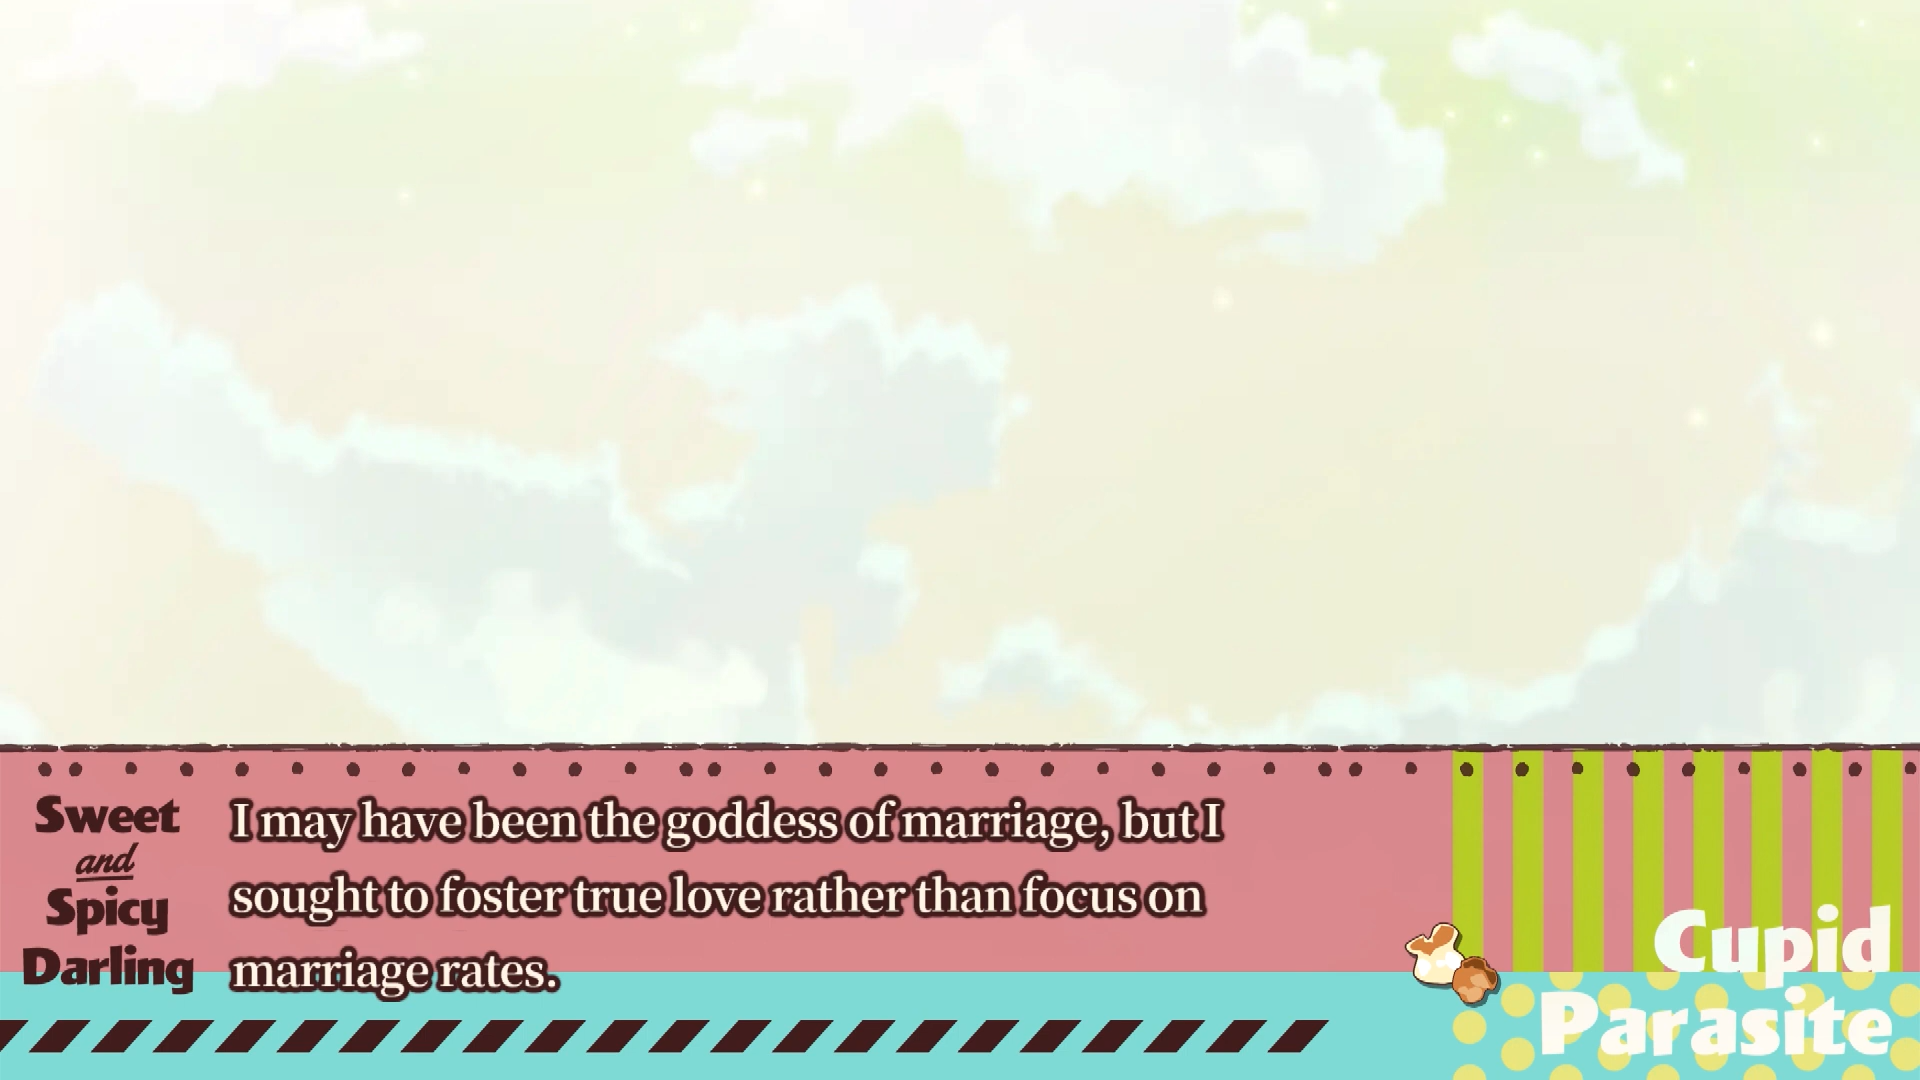 Sweet
and
Spicy
Darling
I may have been the goddess of marriage, but I
sought to foster true love rather than focus on
marriage rates.
Cupid
Parasite